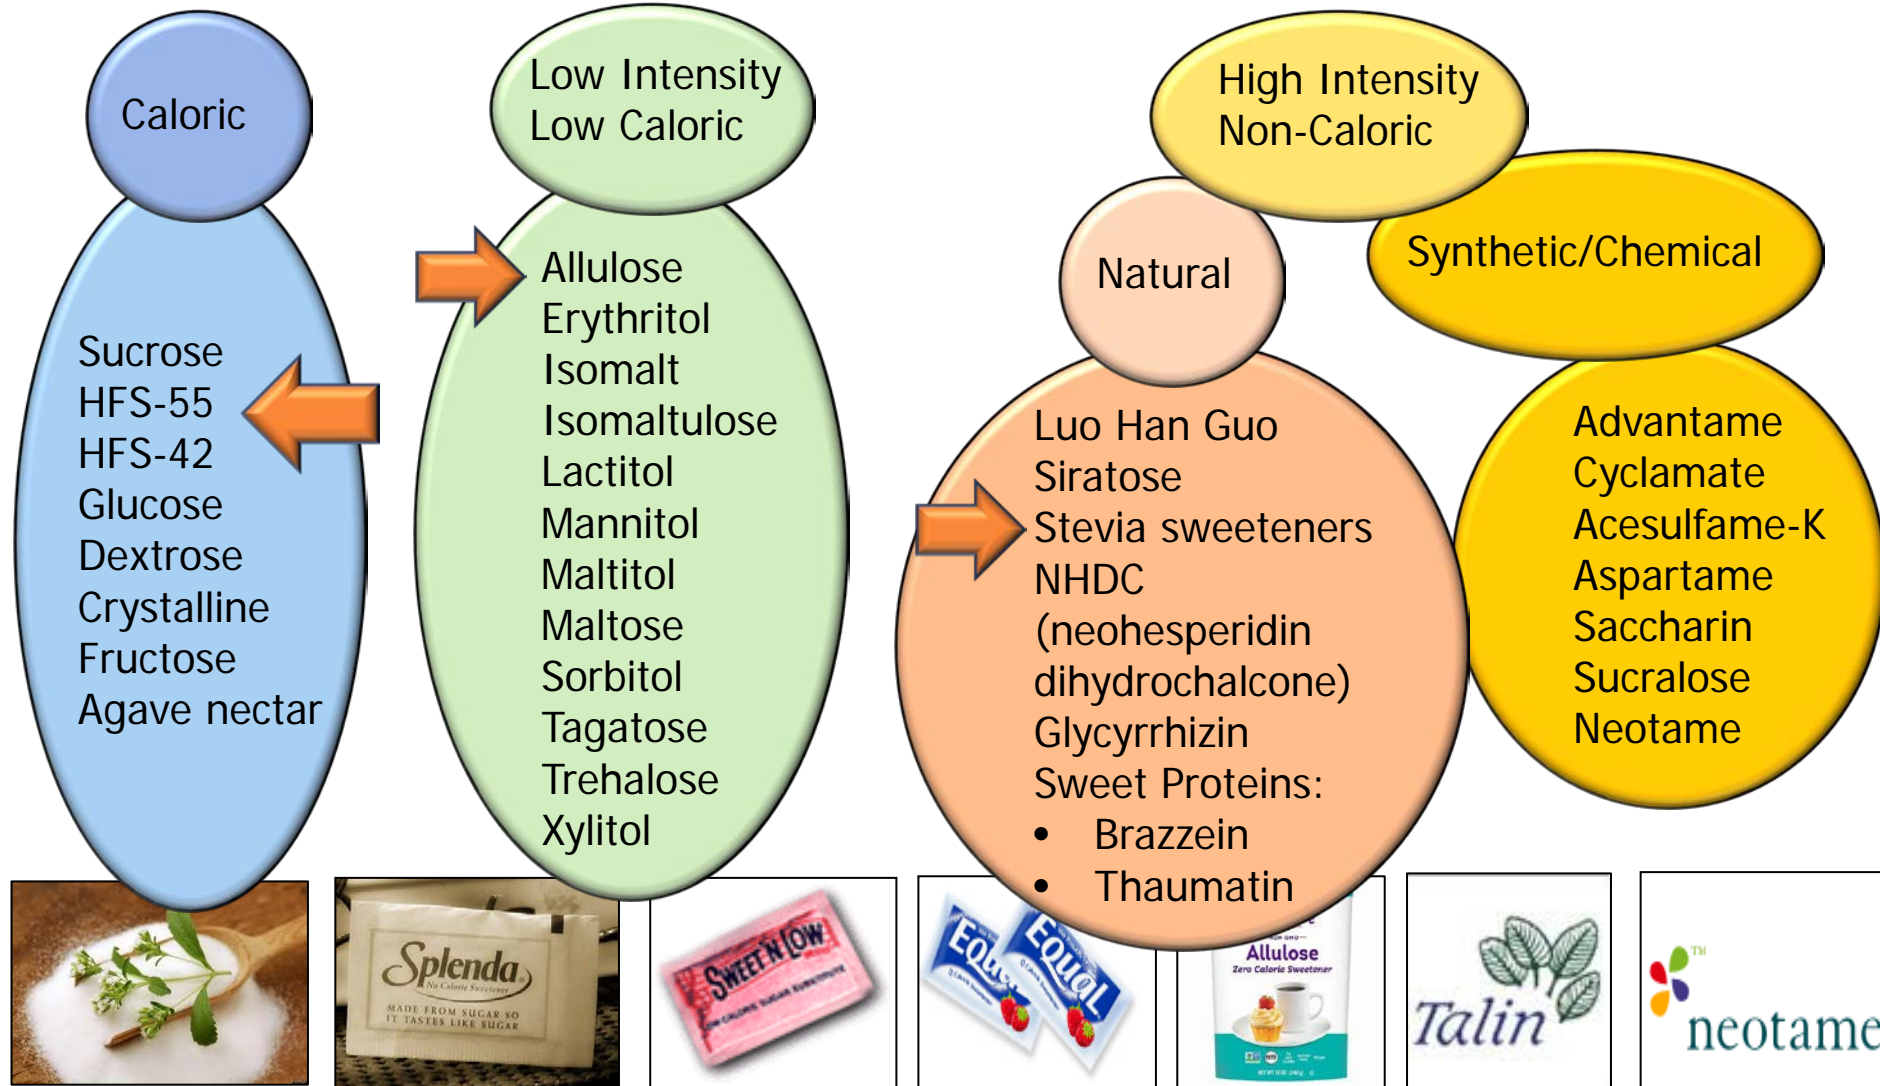 Caloric
Sucrose
HFS-55
HFS-42
Glucose
Dextrose
Crystalline
Fructose
Agave nectar
Low Intensity
Low Caloric
Allulose
Erythritol
Isomalt
Isomaltulose
Lactitol
Mannitol
Maltitol
Maltose
Sorbitol
Tagatose
Trehalose
Xylitol
High Intensity
Non-Caloric
Natural
Luo Han Guo
Siratose
Stevia sweeteners
NHDC
(neohesperidin
dihydrochalcone)
Glycyrrhizin
Sweet Proteins:
• Brazzein
• Thaumatin
Synthetic/Chemical
Advantame
Cyclamate
Acesulfame-K
Aspartame
Saccharin
Sucralose
Neotame
Splenda®
No Calorie Sweetener
MADE FROM SUGAR SO
IT TASTES LIKE SUGAR
SWEET'N LOW
CALORIE SUGAR SUBSTITUTE
EQUAL
EQUAL
Allulose
Zero Calorie Sweetener
Talin
neotame
TM